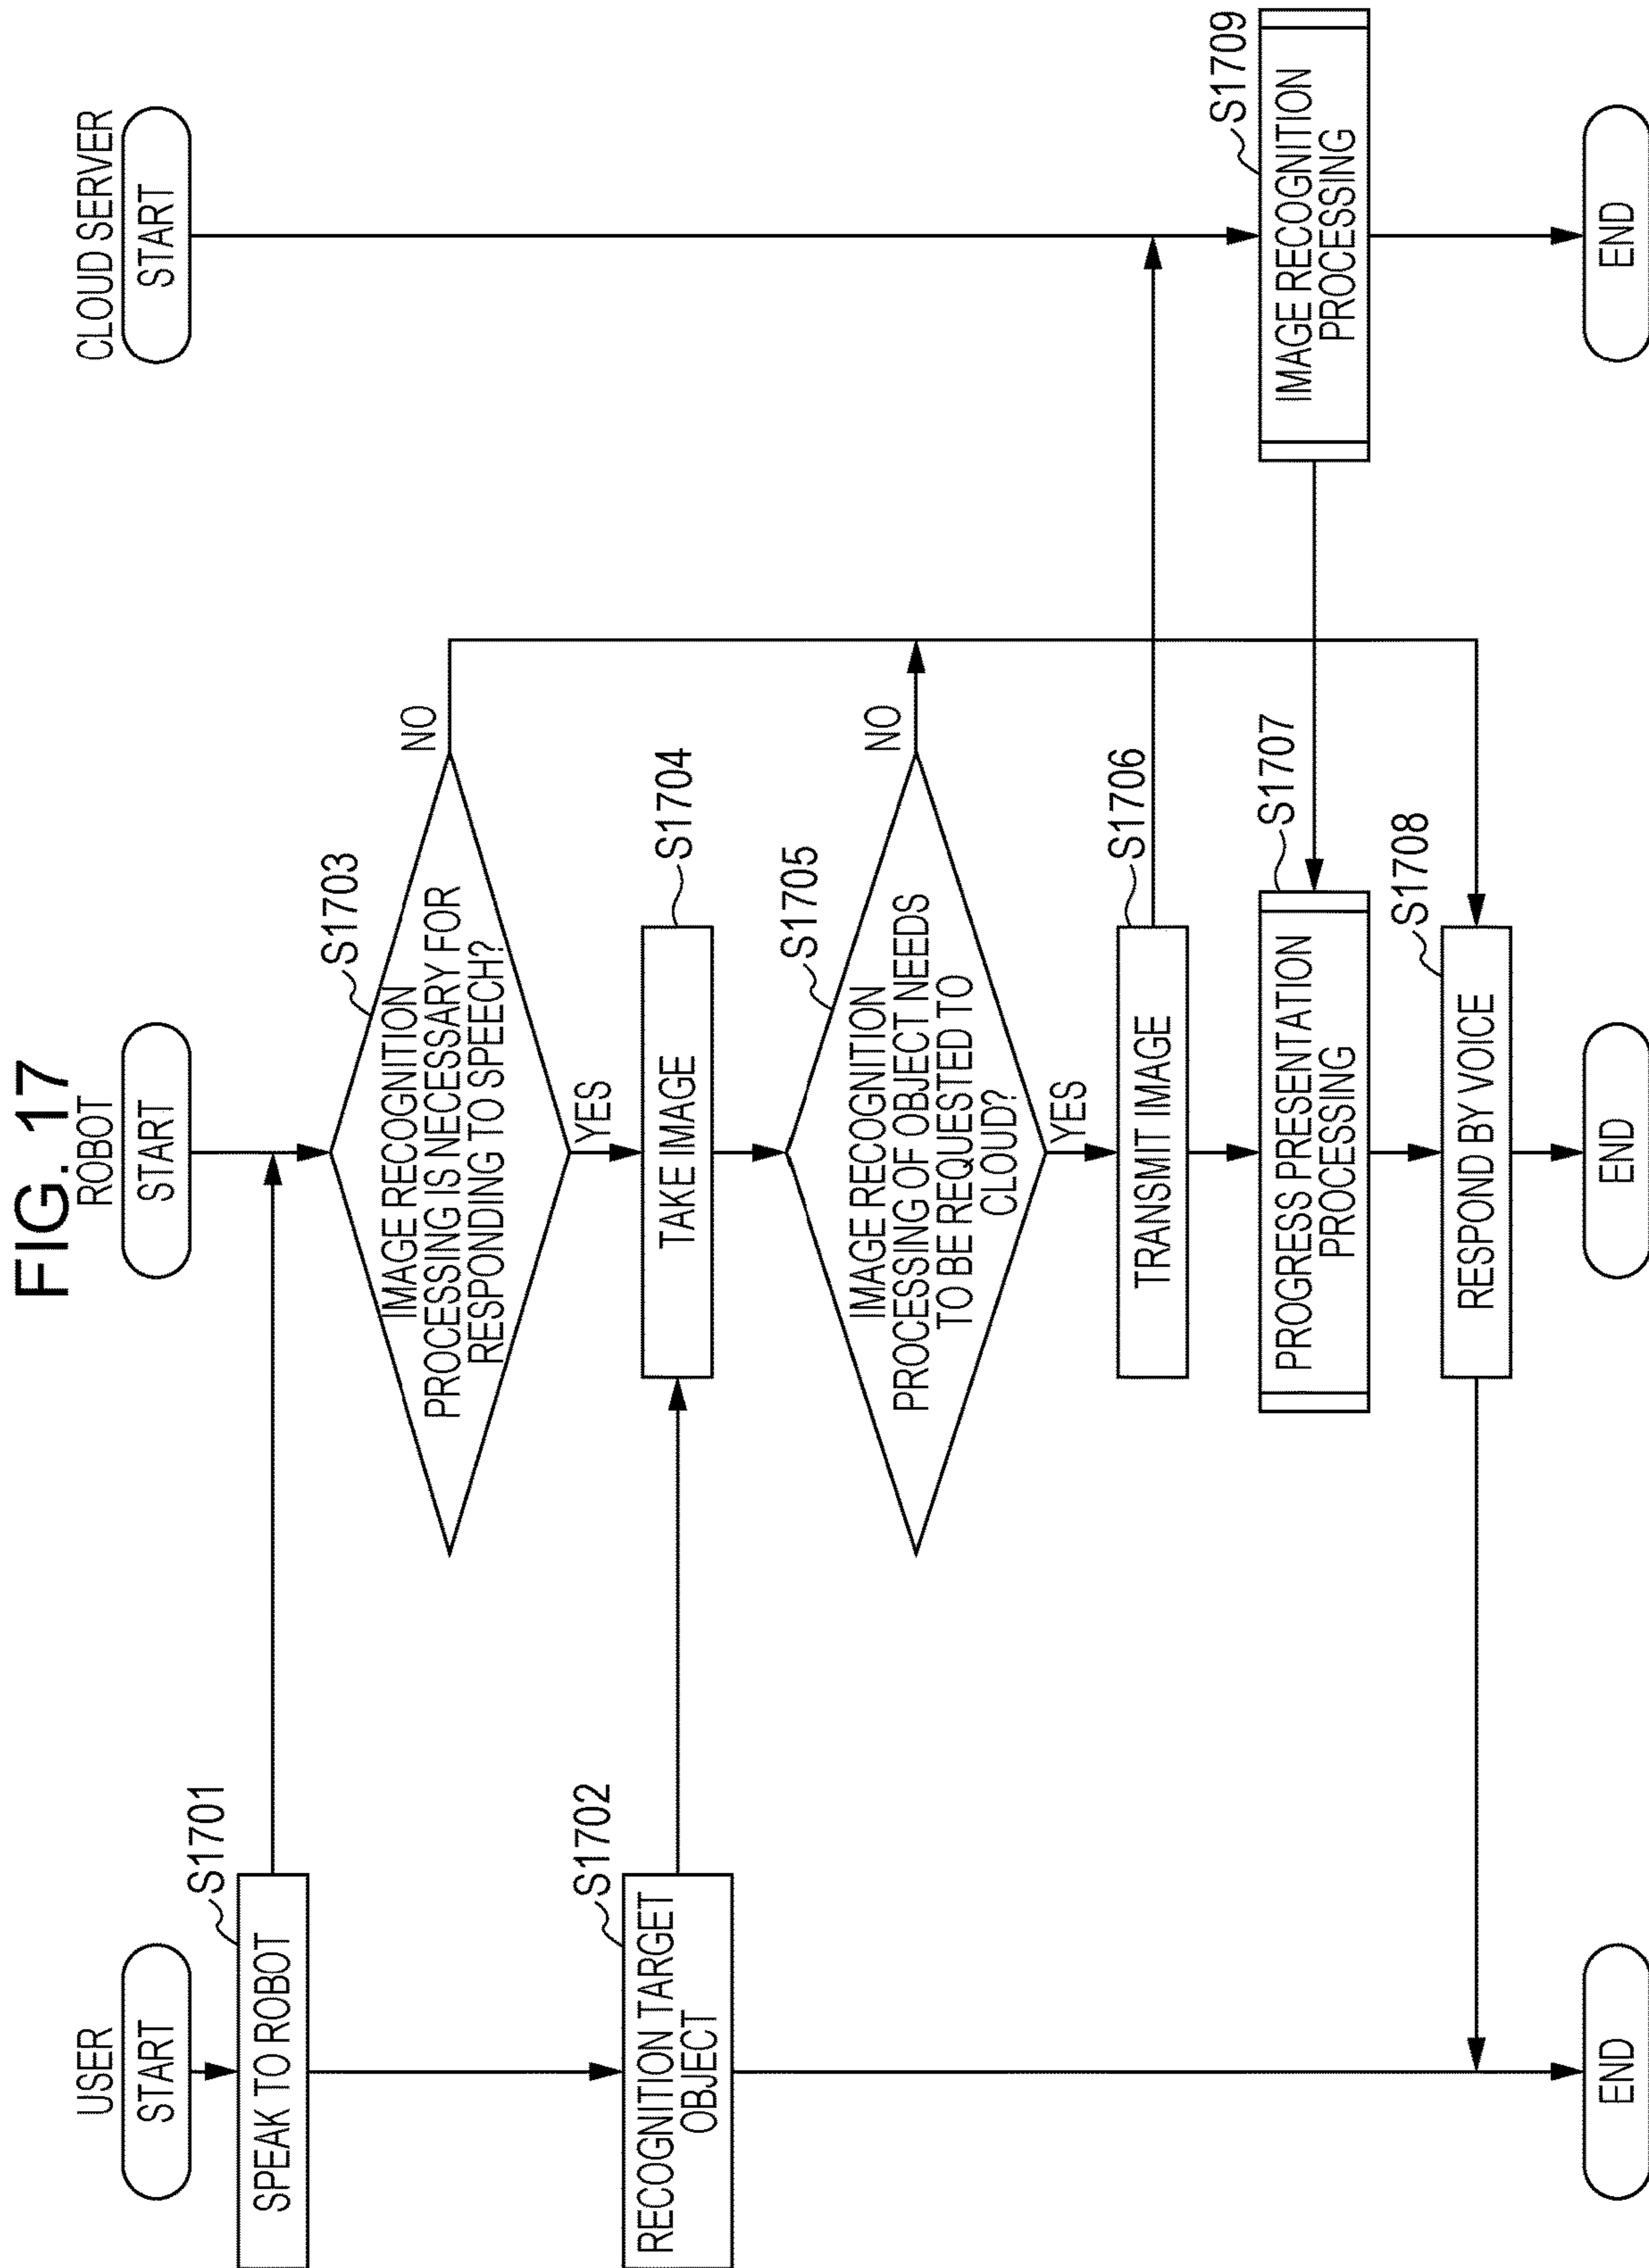 FIG. 17
USER
START
SPEAK TO ROBOT
S1701
RECOGNITION TARGET
OBJECT
S1702
END
ROBOT
START
IMAGE RECOGNITION
PROCESSING IS NECESSARY FOR
RESPONDING TO SPEECH?
S1703
NO
YES
TAKE IMAGE
S1704
IMAGE RECOGNITION
PROCESSING OF OBJECT NEEDS
TO BE REQUESTED TO
CLOUD?
S1705
NO
YES
TRANSMIT IMAGE
S1706
PROGRESS PRESENTATION
PROCESSING
S1707
RESPOND BY VOICE
S1708
END
CLOUD SERVER
START
IMAGE RECOGNITION
PROCESSING
S1709
END